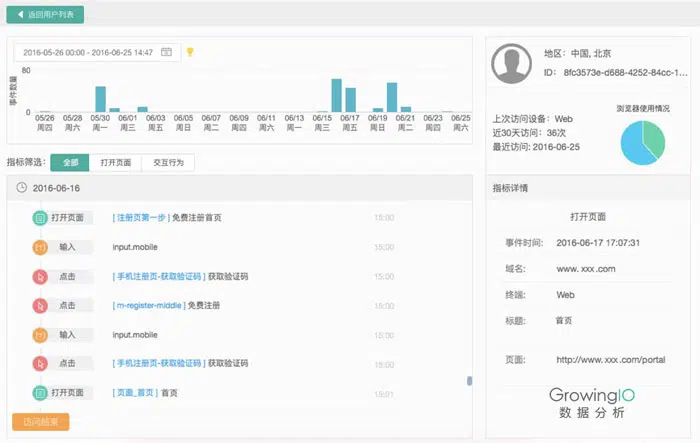 返回用户列表
2016-05-26 00:00 - 2016-06-25 14:47
80
事件数量
0
05/26 05/28 05/30 06/01 06/03 06/05 06/07 06/09 06/11 06/13 06/15 06/17 06/19 06/21 06/23 06/25
周四 周六 周一 周三 周五 周日 周二 周四 周六 周一 周三 周五 周日 周二 周四 周六
指标筛选: 全部 打开页面 交互行为
2016-06-16
打开页面 [ 注册页第一步 ] 免费注册首页 15:00
输入 input.mobile 15:00
点击 [ 手机注册页-获取验证码 ] 获取验证码 15:00
点击 [ m-register-middle ] 免费注册 15:00
输入 input.mobile 15:00
点击 [ 手机注册页-获取验证码 ] 获取验证码 15:00
打开页面 [ 页面_首页 ] 首页 15:01
访问结束
地区: 中国, 北京
ID: 8fc3573e-d688-4252-84cc-1...
浏览器使用情况
上次访问设备: Web
近30天访问: 36次
最近访问: 2016-06-25
指标详情
打开页面
事件时间: 2016-06-17 17:07:31
域名: www. xxx .com
终端: Web
标题: 首页
页面: http://www. xxx .com/portal
GrowingIO
数据分析